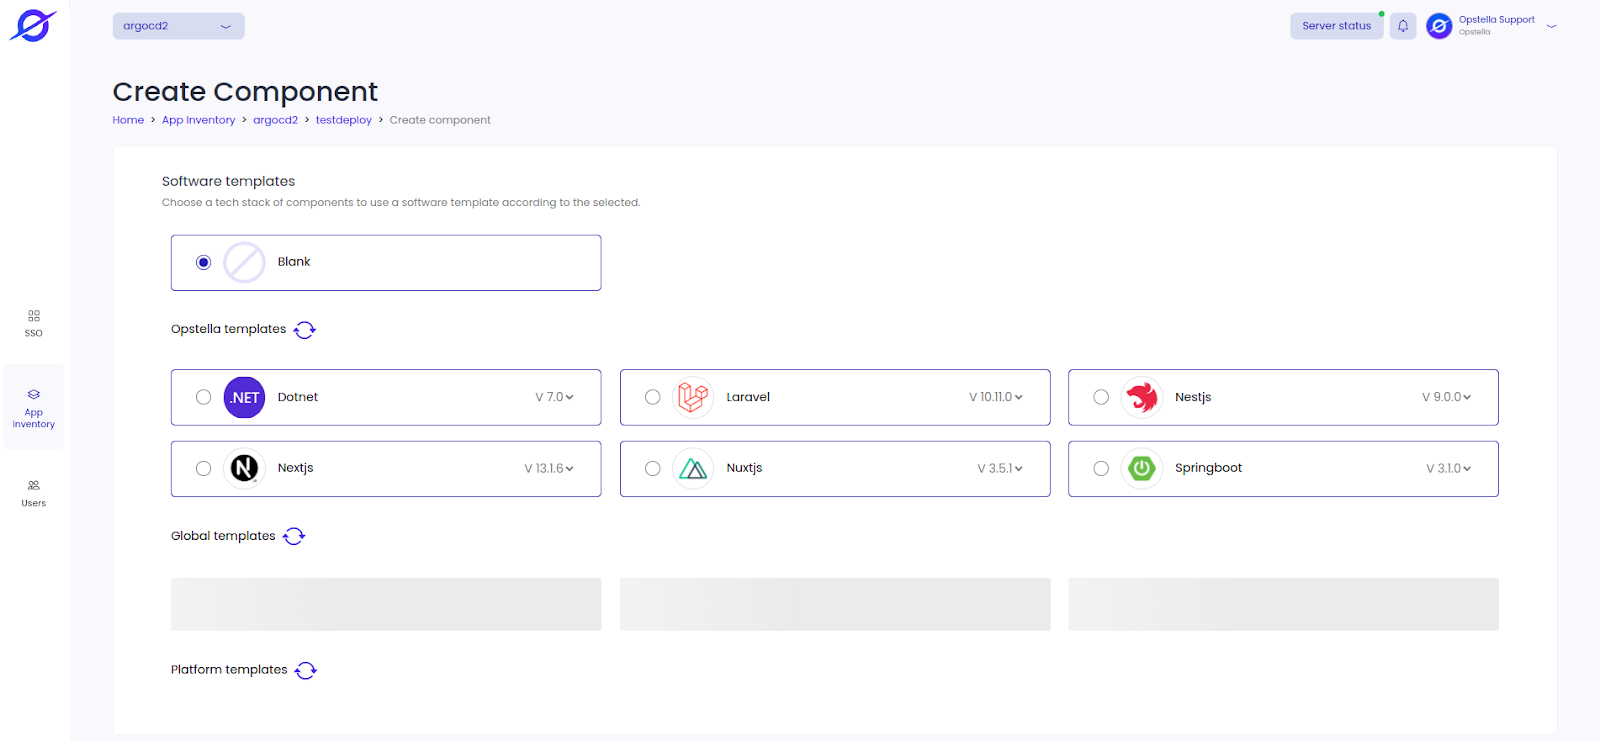 argocd2
Server status
Opstella Support
Opstella
Create Component
Home > App Inventory > argocd2 > testdeploy > Create component
Software templates
Choose a tech stack of components to use a software template according to the selected.
Blank
SSO
Opstella templates
App
Inventory
.NET Dotnet V 7.0
Laravel V 10.11.0
Nestjs V 9.0.0
N Nextjs V 13.1.6
Nuxtjs V 3.5.1
Springboot V 3.1.0
Users
Global templates
Platform templates